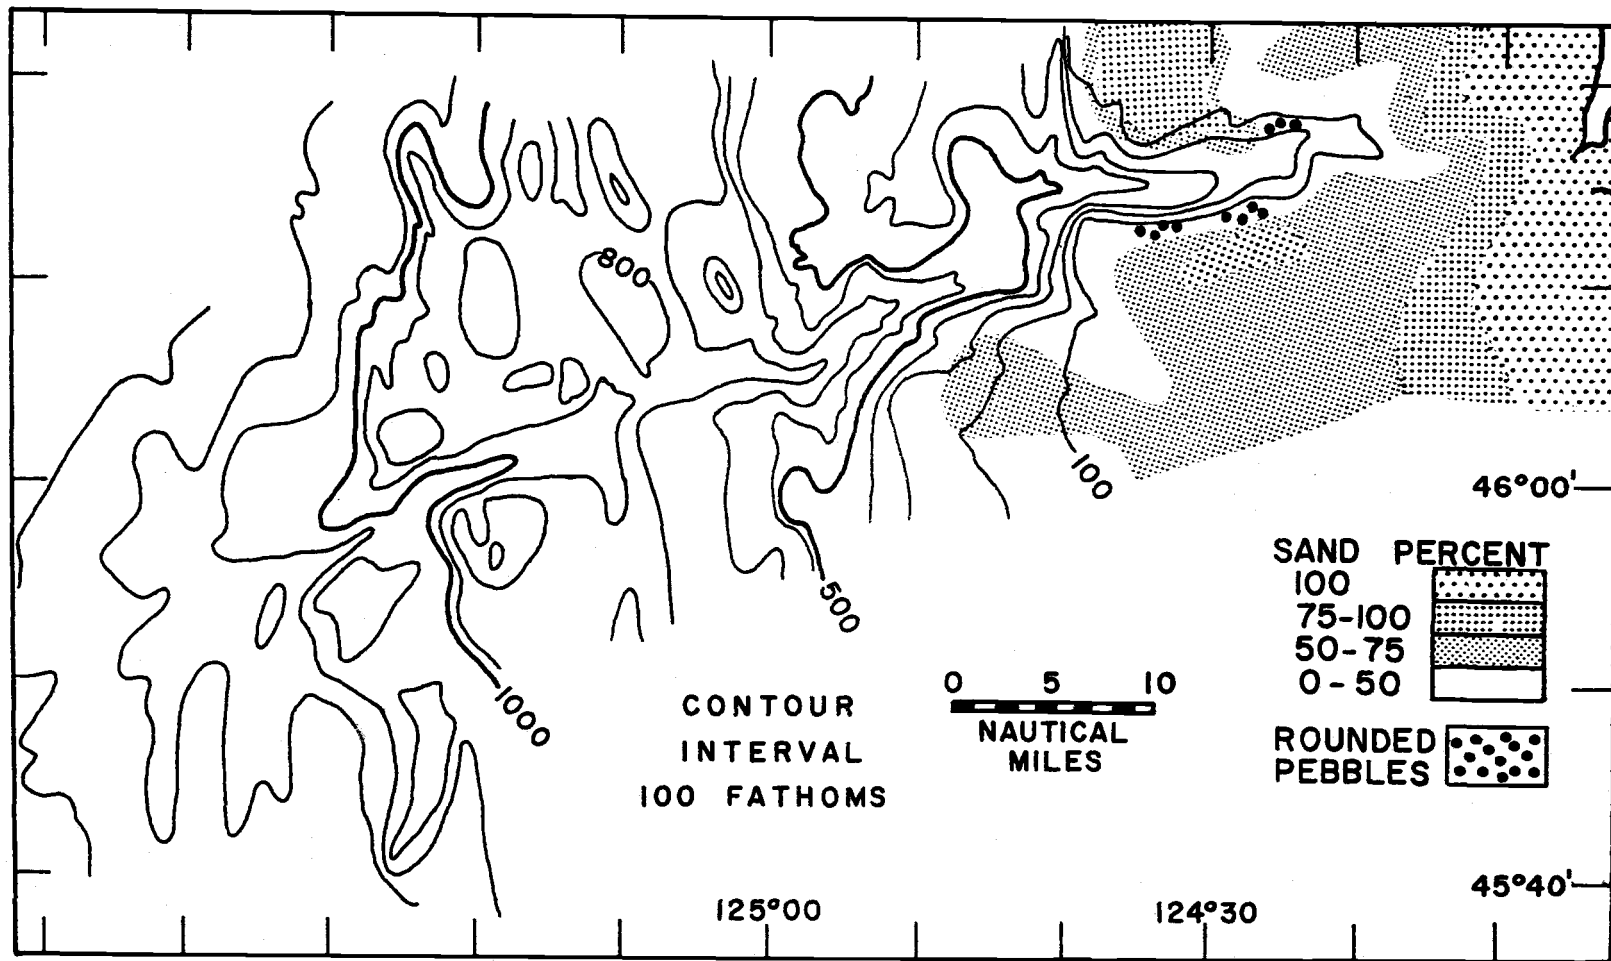 800
100
46°00'
SAND PERCENT
100
75-100
50-75
0-50
500
1000
CONTOUR
INTERVAL
100 FATHOMS
0 5 10
NAUTICAL
MILES
ROUNDED
PEBBLES
45°40'
125°00
124°30